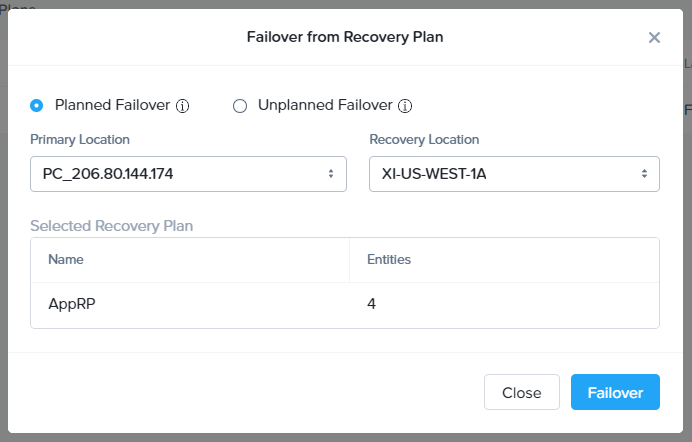 Plans
Failover from Recovery Plan
Planned Failover
Unplanned Failover
Primary Location
Recovery Location
PC_206.80.144.174
XI-US-WEST-1A
Selected Recovery Plan
Name
Entities
AppRP
4
Close
Failover